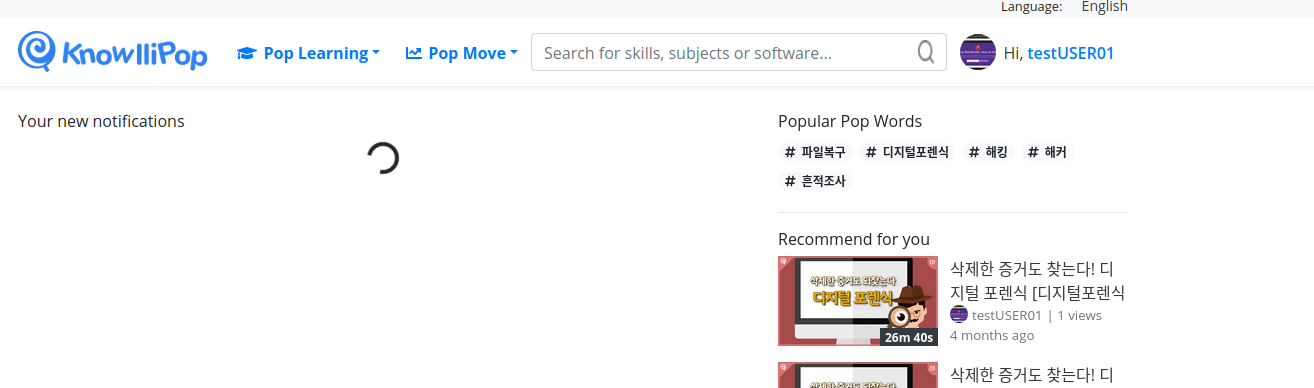 Language: English
KnowlliPop Pop Learning Pop Move Search for skills, subjects or software... Hi, testUSER01
Your new notifications
Popular Pop Words
# 파일복구 # 디지털포렌식 # 해킹 # 해커
# 흔적조사
Recommend for you
삭제한 증거도 되찾는다
디지털 포렌식
01
26m 40s
삭제한 증거도 찾는다! 디
지털 포렌식 [디지털포렌식
testUSER01 | 1 views
4 months ago
삭제한 증거도 되찾는다
01
삭제한 증거도 찾는다! 디